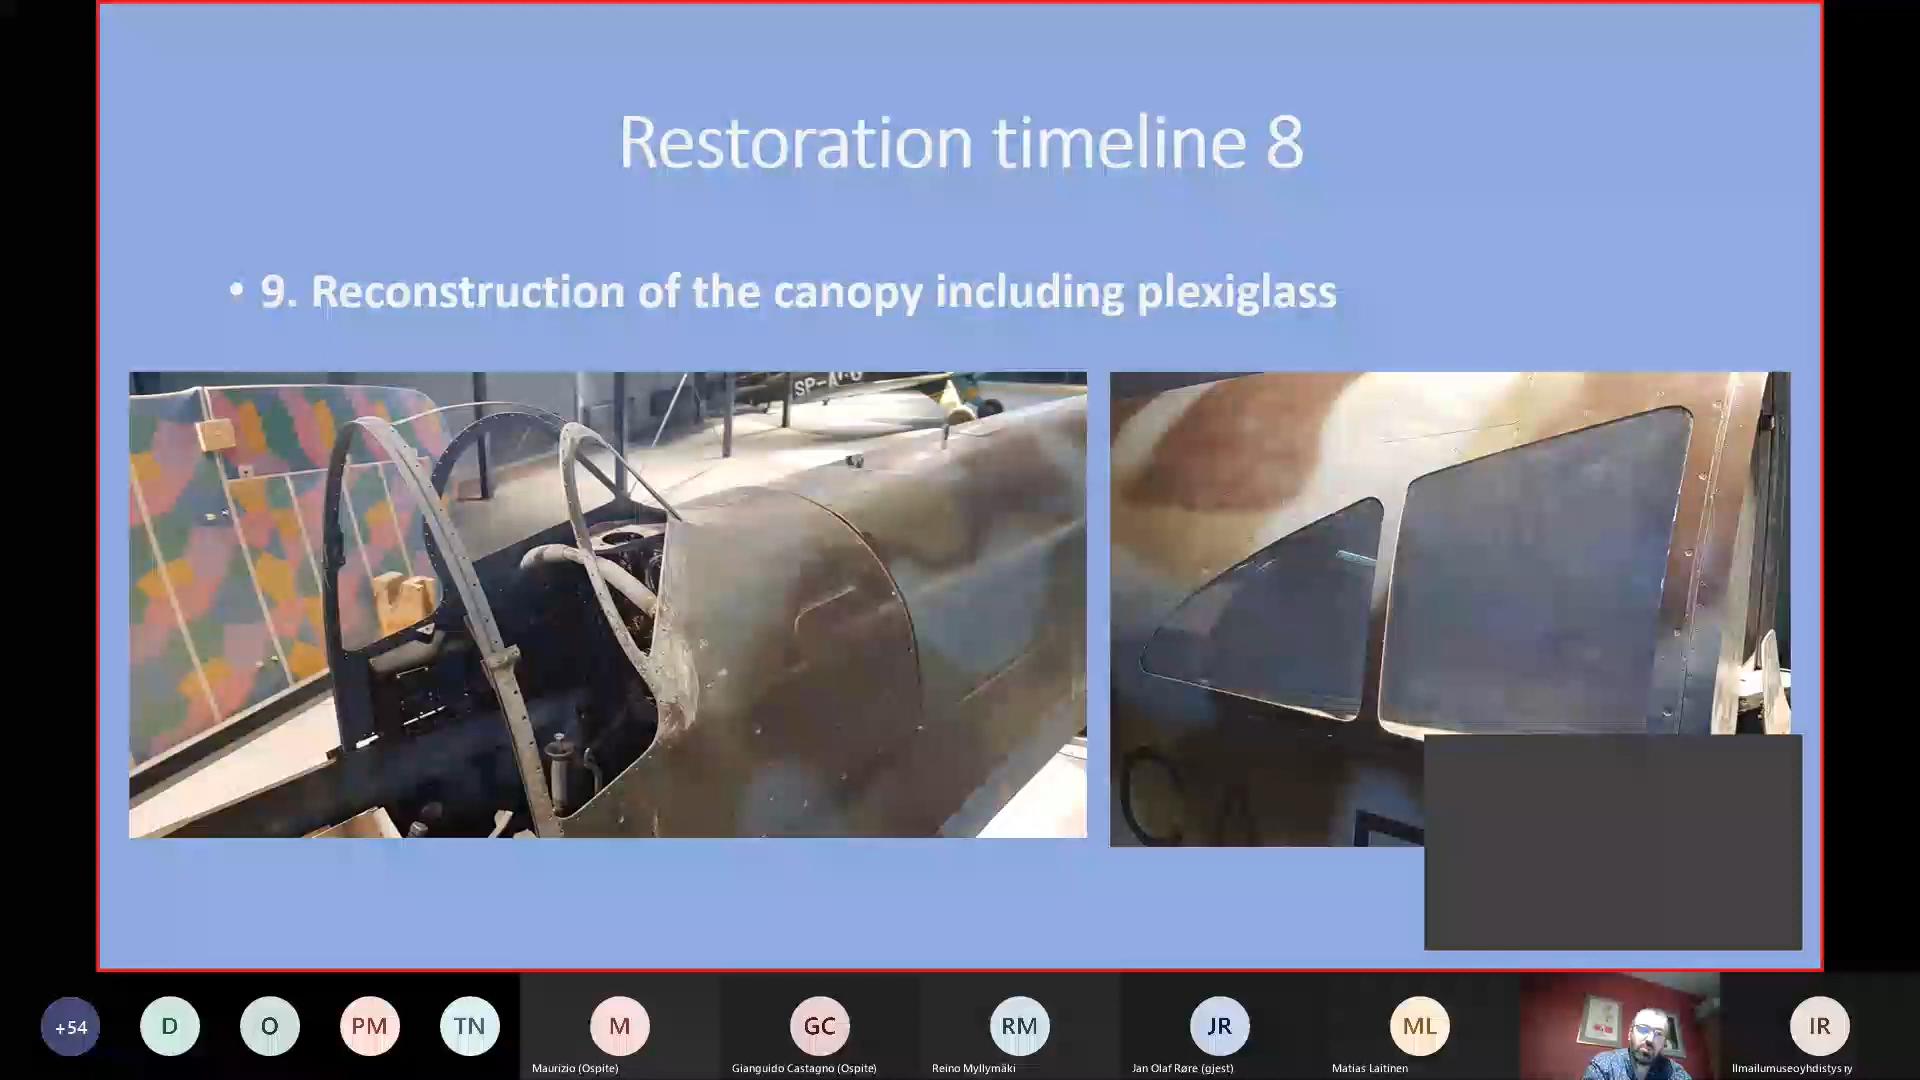 Restoration timeline 8
• 9. Reconstruction of the canopy including plexiglass
+54
D
O
PM
TN
M
GC
RM
JR
ML
IR
Maurizio (Ospite)
Gianguido Castagno (Ospite)
Reino Myllymäki
Jan Olaf Røre (gjest)
Matias Laitinen
Ilmailumuseoyhdistys ry